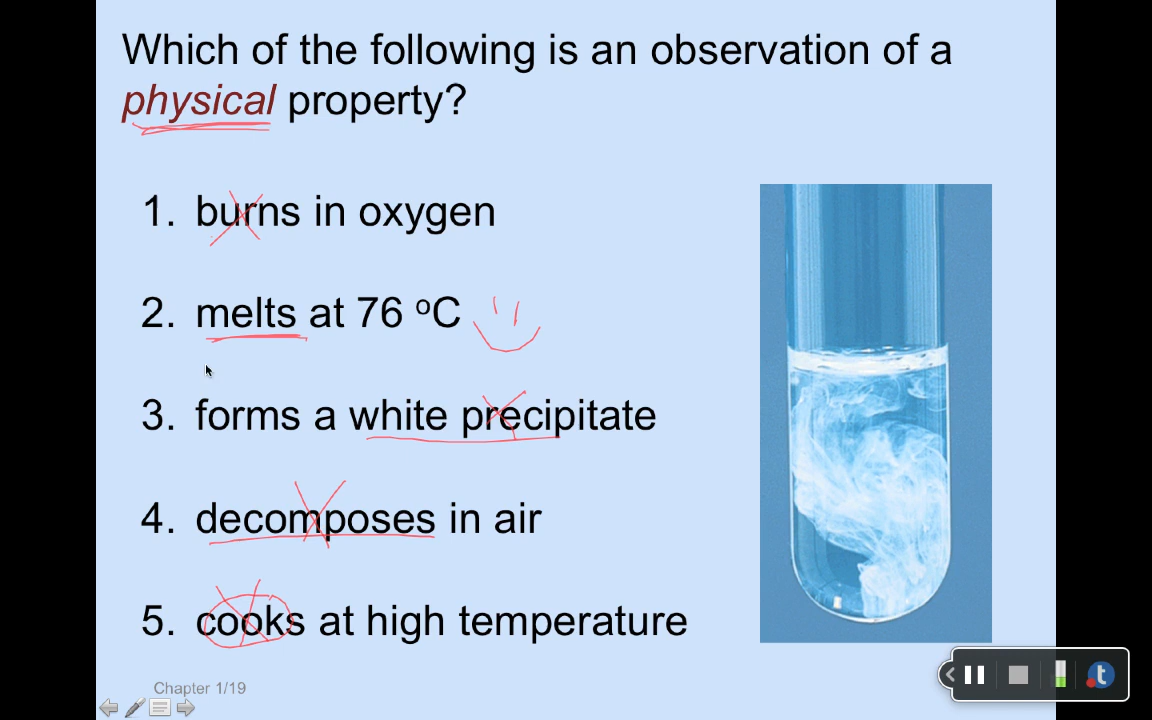 Which of the following is an observation of a
physical property?
1. burns in oxygen
2. melts at 76 ºC
3. forms a white precipitate
4. decomposes in air
5. cooks at high temperature
Chapter 1/19
t